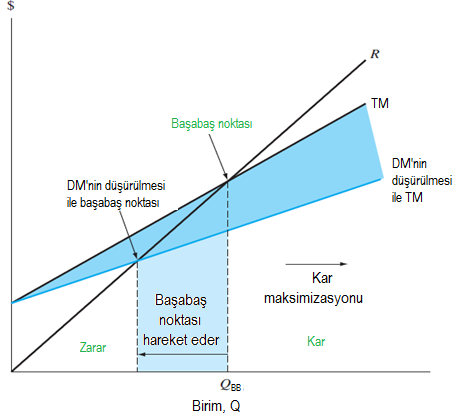 $
R
TM
Başabaş noktası
DM'nin düşürülmesi
ile başabaş noktası
DM'nin
düşürülmesi
ile TM
Kar
maksimizasyonu
Başabaş
noktası
hareket eder
Zarar
Kar
QBB
Birim, Q